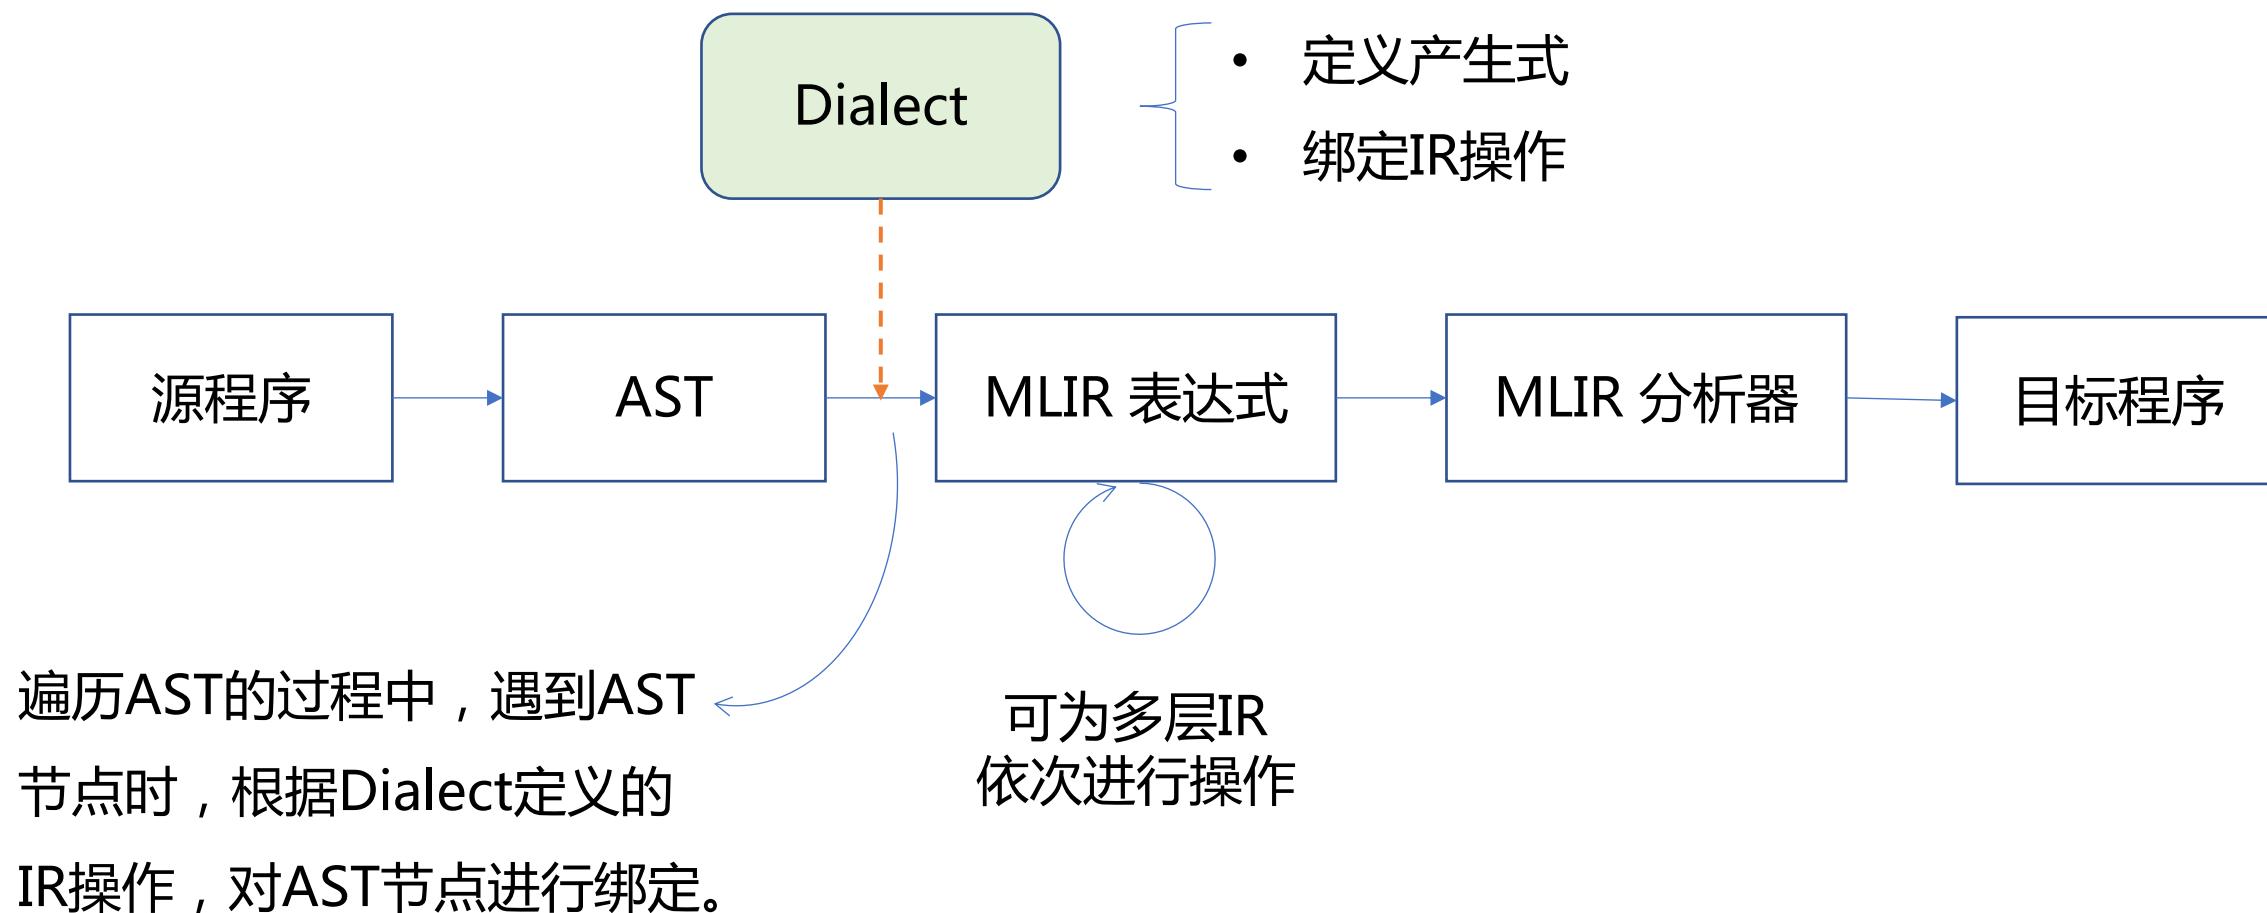 Dialect
• 定义产生式
• 绑定IR操作
源程序
AST
MLIR 表达式
MLIR 分析器
目标程序
遍历AST的过程中，遇到AST
节点时，根据Dialect定义的
IR操作，对AST节点进行绑定。
可为多层IR
依次进行操作